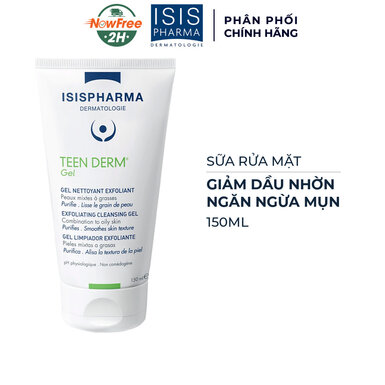 NowFree
2H
ISIS
PHARMA
DERMATOLOGIE
PHÂN PHỐI
CHÍNH HÃNG
ISISPHARMA
DERMATOLOGIE
TEEN DERM®
Gel
GEL NETTOYANT EXFOLIANT
Peaux mixtes à grasses
Purifie . Lisse le grain de peau
EXFOLIATING CLEANSING GEL
Combination to oily skin
Purifies . Smoothes skin texture
GEL LIMPIADOR EXFOLIANTE
Pieles mixtas a grasas
Purifica . Alisa la textura de la piel
pH physiologique . Non comédogène
150 ml
SỮA RỬA MẶT
GIẢM DẦU NHỜN
NGĂN NGỪA MỤN
150ML